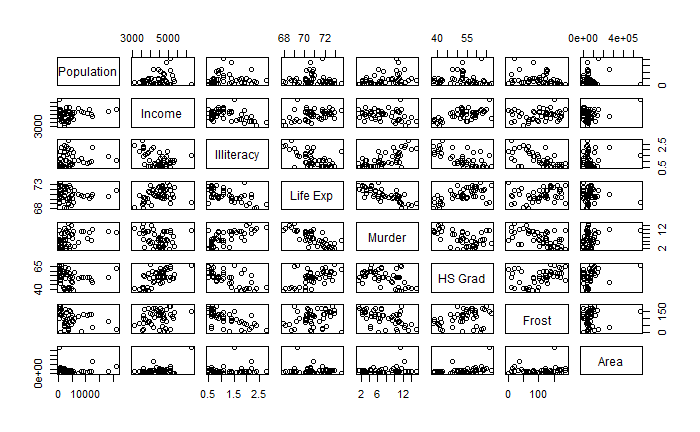 3000 5000 68 70 72 40 55 0e+00 4e+05
Population 0
3000 Income
Illiteracy 0.5 2.5
68 73 Life Exp
Murder 2 12
40 65 HS Grad
Frost 0 150
0e+00 Area
0 10000 0.5 1.5 2.5 2 6 12 0 100